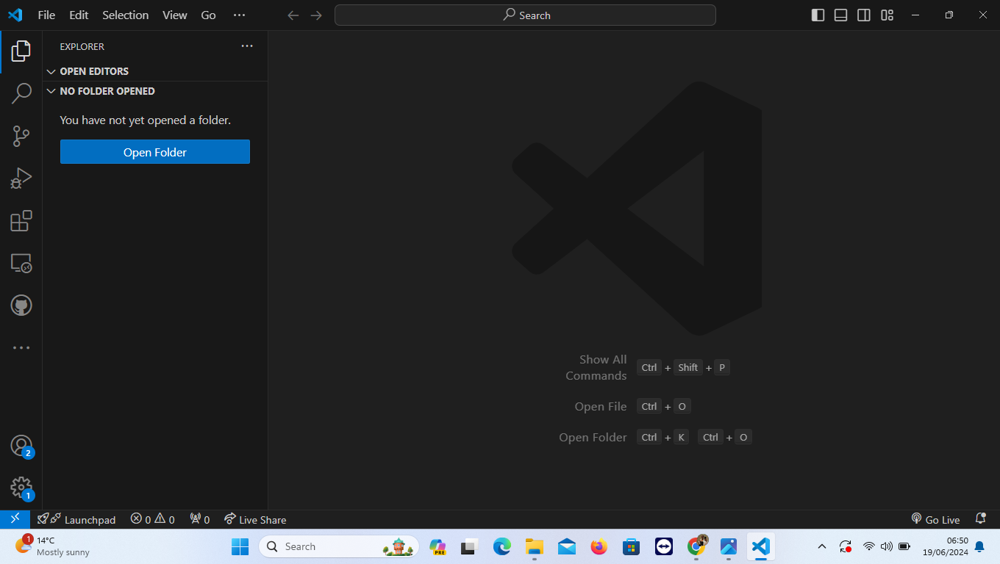 File Edit Selection View Go ···
Search
EXPLORER ···
OPEN EDITORS
NO FOLDER OPENED
You have not yet opened a folder.
Open Folder
Show All
Commands
Ctrl + Shift + P
Open File Ctrl + O
Open Folder Ctrl + K Ctrl + O
2
1
Launchpad 0 0 0 Live Share
Go Live
1
14°C
Mostly sunny
Search
PRE
06:50
19/06/2024